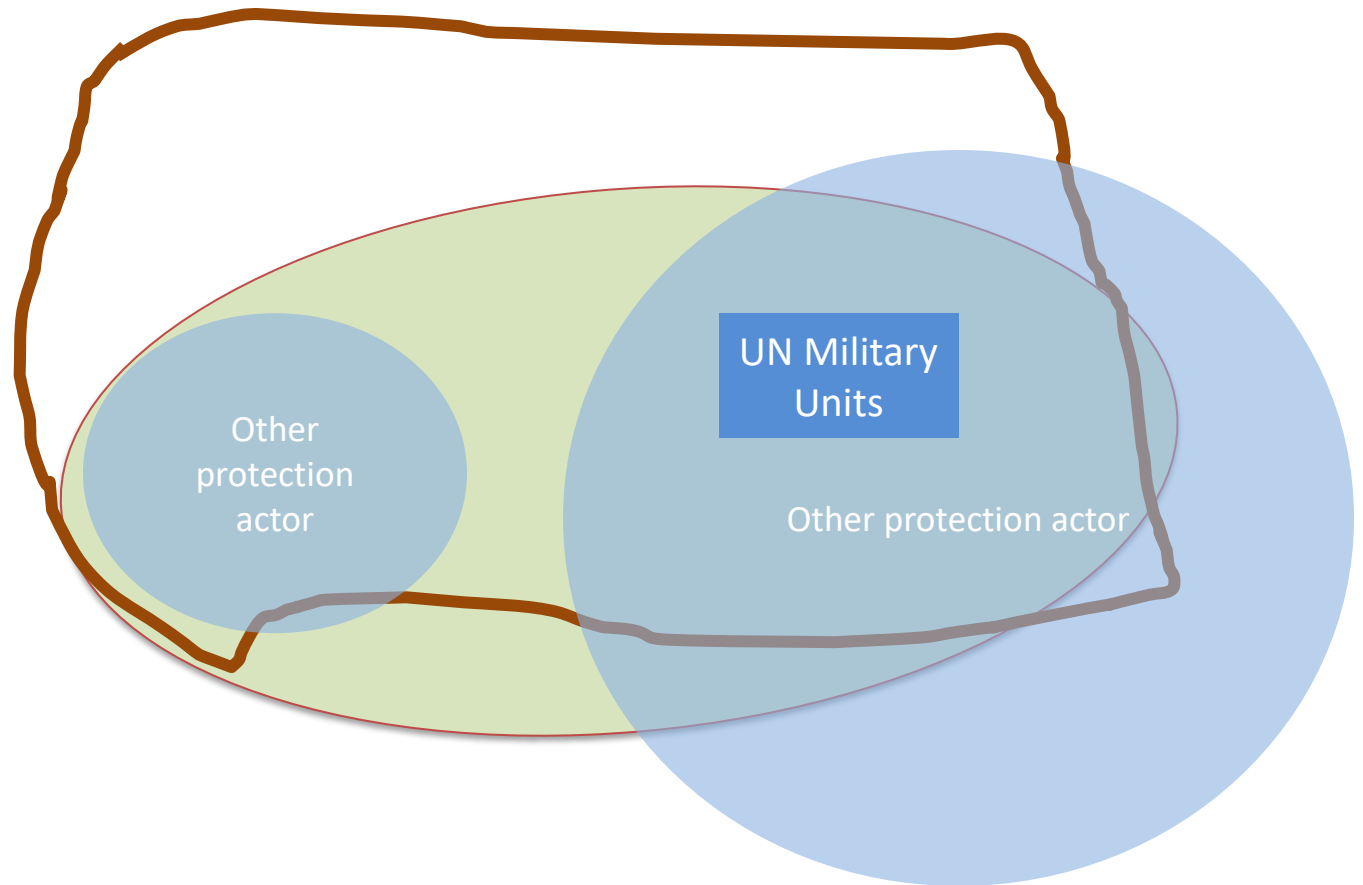 UN Military
Units
Other
protection
actor
Other protection actor